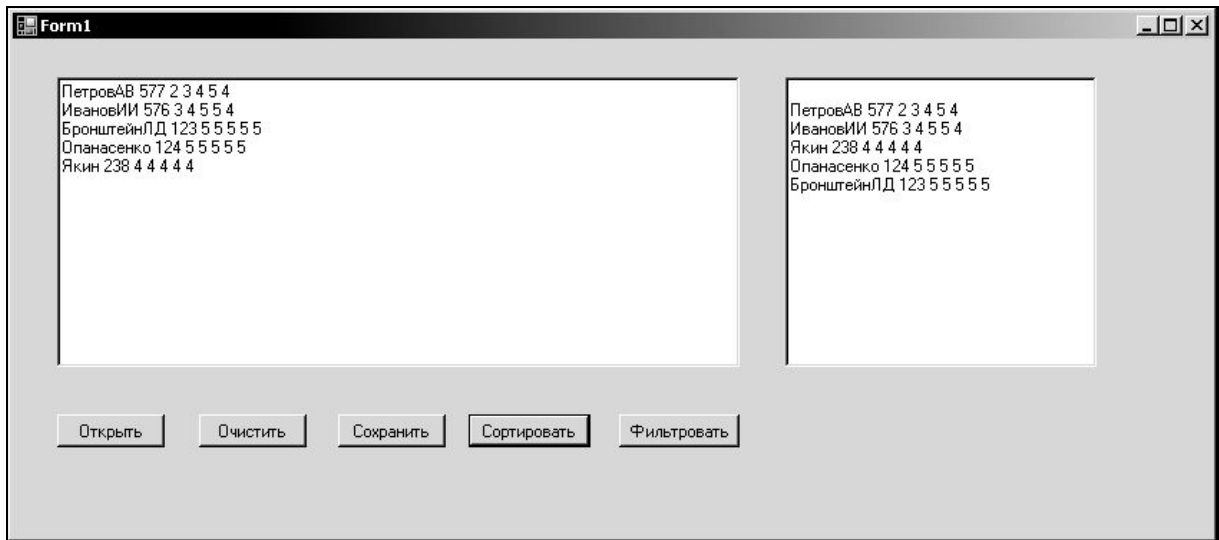 Form1
ПетровАВ 577 2 3 4 5 4
ИвановИИ 576 3 4 5 5 4
БронштейнЛД 123 5 5 5 5 5
Опанасенко 124 5 5 5 5 5
Якин 238 4 4 4 4 4
ПетровАВ 577 2 3 4 5 4
ИвановИИ 576 3 4 5 5 4
Якин 238 4 4 4 4 4
Опанасенко 124 5 5 5 5 5
БронштейнЛД 123 5 5 5 5 5
Открыть
Очистить
Сохранить
Сортировать
Фильтровать